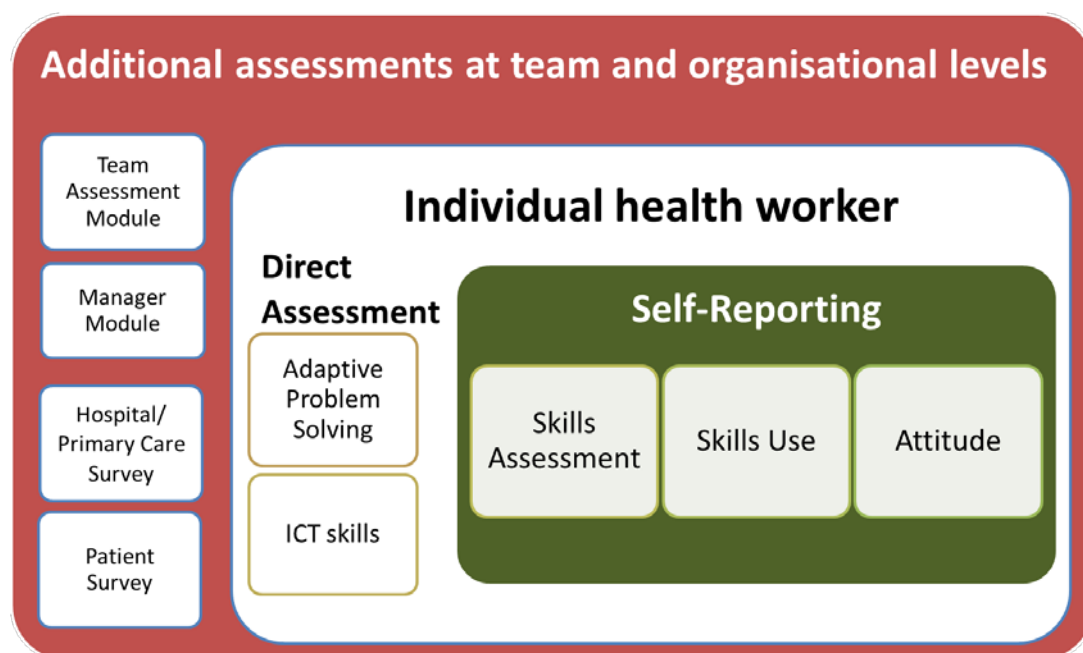 Additional assessments at team and organisational levels
Team
Assessment
Module
Manager
Module
Hospital/
Primary Care
Survey
Patient
Survey
Individual health worker
Direct
Assessment
Adaptive
Problem
Solving
ICT skills
Self-Reporting
Skills
Assessment
Skills Use
Attitude